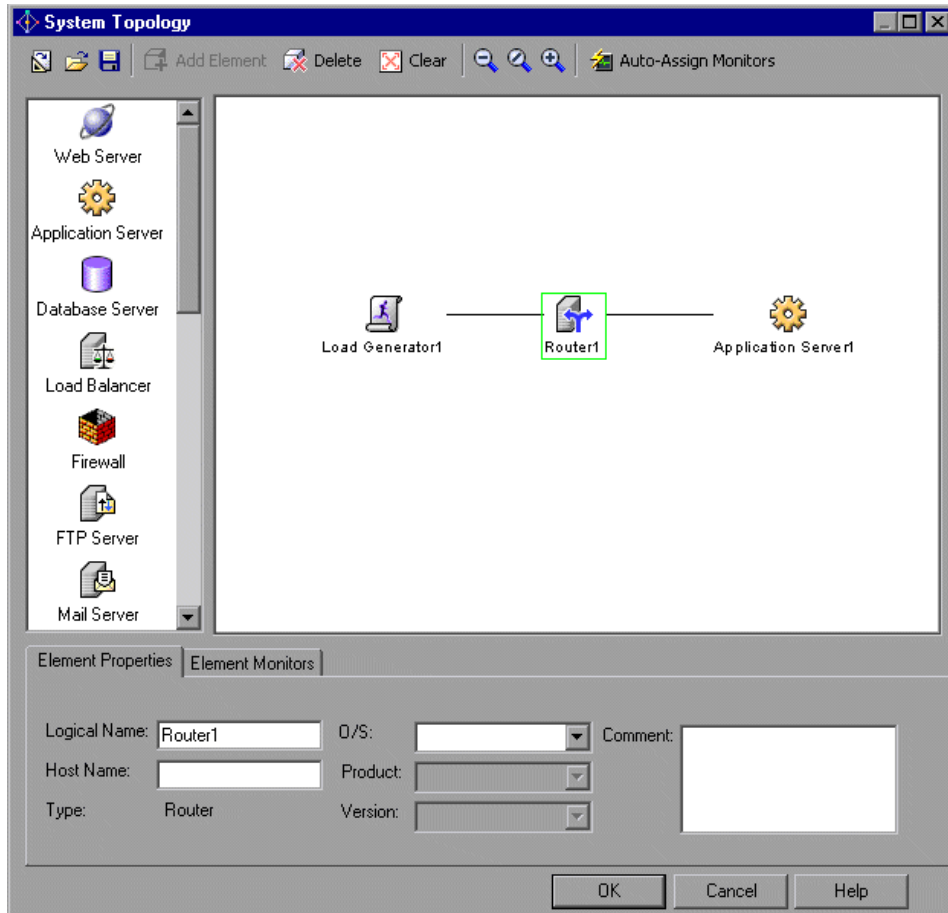 System Topology
Add Element Delete Clear Auto-Assign Monitors
Web Server
Application Server
Database Server
Load Balancer
Firewall
FTP Server
Mail Server
Load Generator1 Router1 Application Server1
Element Properties Element Monitors
Logical Name: Router1 O/S: Comment:
Host Name: Product:
Type: Router Version:
OK Cancel Help